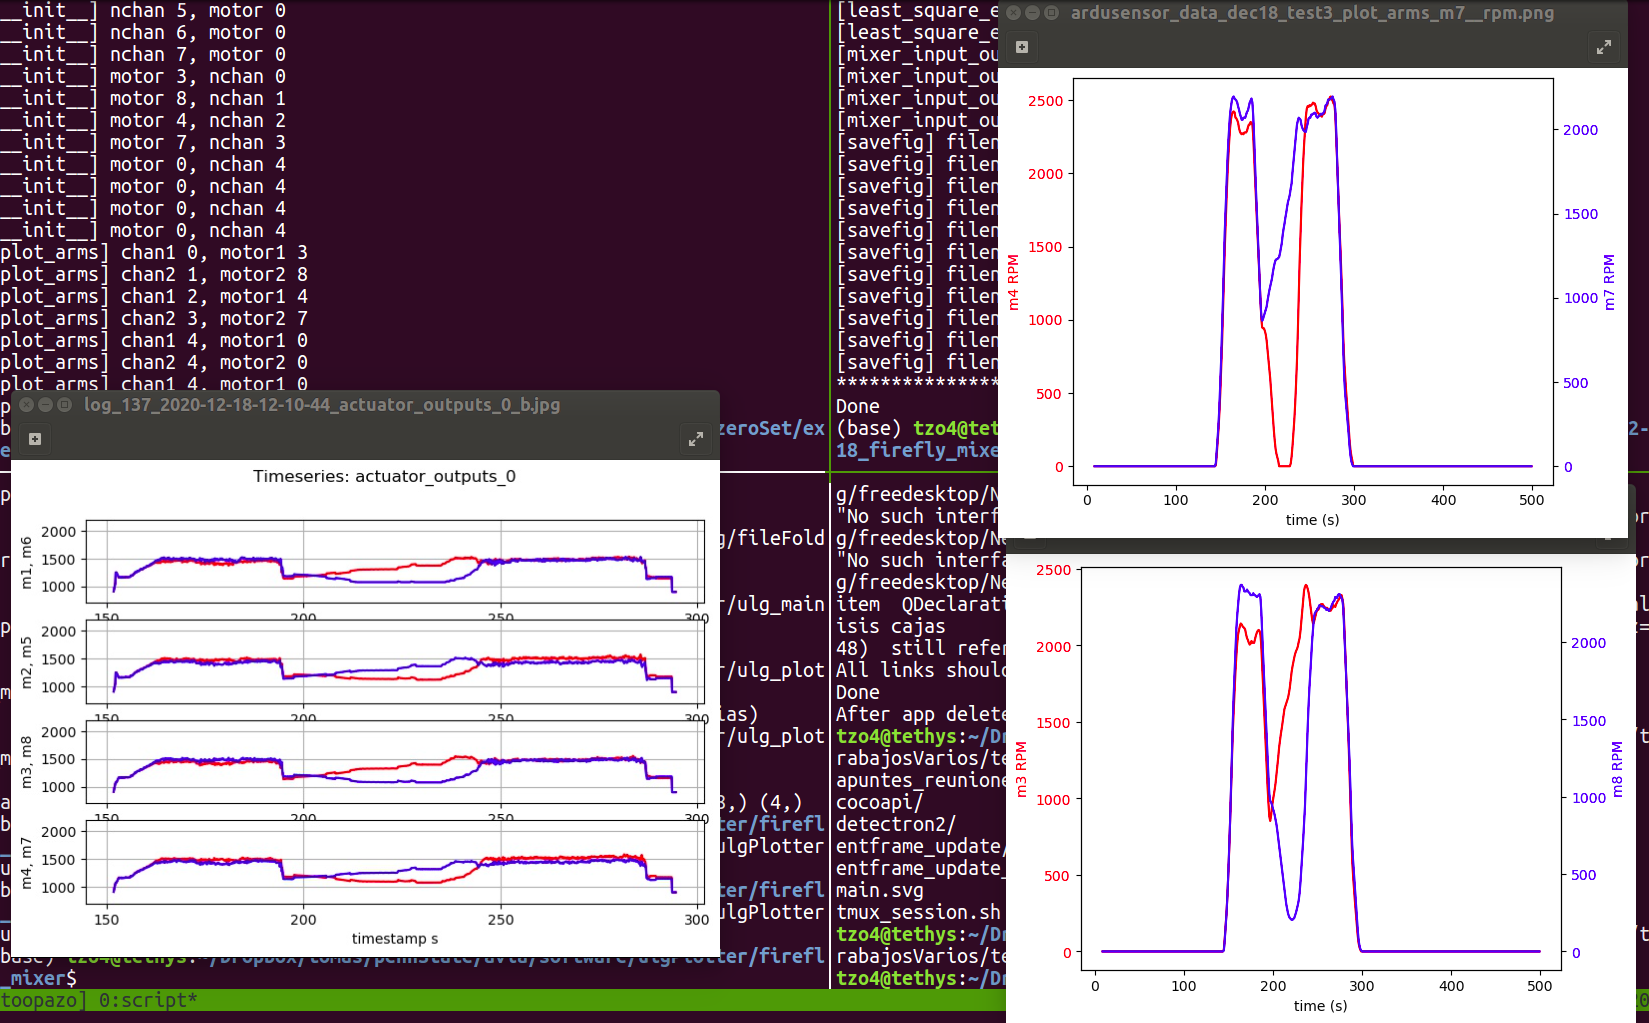 __init__] nchan 5, motor 0
__init__] nchan 6, motor 0
__init__] nchan 7, motor 0
__init__] motor 3, nchan 0
__init__] motor 8, nchan 1
__init__] motor 4, nchan 2
__init__] motor 7, nchan 3
__init__] motor 0, nchan 4
__init__] motor 0, nchan 4
__init__] motor 0, nchan 4
__init__] motor 0, nchan 4
plot_arms] chan1 0, motor1 3
plot_arms] chan2 1, motor2 8
plot_arms] chan1 2, motor1 4
plot_arms] chan2 3, motor2 7
plot_arms] chan1 4, motor1 0
plot_arms] chan2 4, motor2 0
plot_arms] chan1 4, motor1 0
zeroSet/ex
[least_square_e
[least_square_e
[mixer_input_ou
[mixer_input_ou
[mixer_input_ou
[mixer_input_ou
[savefig] filen
[savefig] filen
[savefig] filen
[savefig] filen
[savefig] filen
[savefig] filen
[savefig] filen
[savefig] filen
[savefig] filen
[savefig] filen
[savefig] filen
***************
Done
(base) tzo4@tet
18_firefly_mixe
ardusensor_data_dec18_test3_plot_arms_m7__rpm.png
2500
2000
1500
1000
500
0
m4 RPM
2000
1500
1000
500
0
m7 RPM
0 100 200 300 400 500
time (s)
log_137_2020-12-18-12-10-44_actuator_outputs_0_b.jpg
Timeseries: actuator_outputs_0
2000
1500
1000
m1, m6
150 200 250 300
2000
1500
1000
m2, m5
150 200 250 300
2000
1500
1000
m3, m8
150 200 250 300
2000
1500
1000
m4, m7
150 200 250 300
timestamp s
g/fileFold
r/ulg_main
r/ulg_plot
ias)
r/ulg_plot
3,) (4,)
ter/firefl
ulgPlotter
ter/firefl
ulgPlotter
base) tzo4@tethys:~/Dropbox/tomas/pennState/avia/software/ulgPlotter/firefl
_mixer$
g/freedesktop/N
"No such interf
g/freedesktop/Ne
"No such interfa
g/freedesktop/Ne
item  QDeclarati
isis cajas
48)  still refer
All links should
Done
After app delete
tzo4@tethys:~/Dr
rabajosVarios/te
apuntes_reunione
cocoapi/
detectron2/
entframe_update/
entframe_update_
main.svg
tmux_session.sh
tzo4@tethys:~/Dr
rabajosVarios/te
tzo4@tethys:~/Dr
2500
2000
1500
1000
500
0
m3 RPM
2000
1500
1000
500
0
m8 RPM
0 100 200 300 400 500
time (s)
toopazo] 0:script*